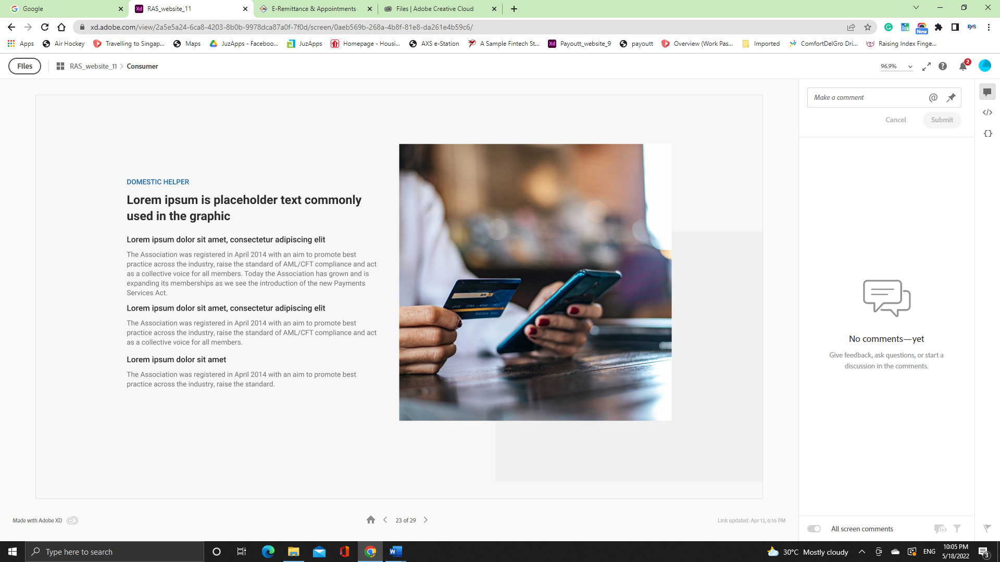 Google
RAS_website_11
E-Remittance & Appointments
Files | Adobe Creative Cloud
xd.adobe.com/view/2a5e5a24-6ca8-4203-8b0b-9978dca87a0f-7f0d/screen/0aeb569b-268a-4b8f-81e8-da261e4b59c6/
New
Apps
Air Hockey
Travelling to Singap...
Maps
JuzApps - Faceboo...
JuzApps
Homepage - Housi...
AXS e-Station
A Sample Fintech St...
Xd Payoutt_website_9
payoutt
Overview (Work Pas...
Imported
ComfortDelGro Dri...
Raising Index Finge...
Files
RAS_website_11 > Consumer
96.9%
2
Make a comment
Cancel
Submit
DOMESTIC HELPER
Lorem ipsum is placeholder text commonly
used in the graphic
Lorem ipsum dolor sit amet, consectetur adipiscing elit
The Association was registered in April 2014 with an aim to promote best
practice across the industry, raise the standard of AML/CFT compliance and act
as a collective voice for all members. Today the Association has grown and is
expanding its memberships as we see the introduction of the new Payments
Services Act.
Lorem ipsum dolor sit amet, consectetur adipiscing elit
The Association was registered in April 2014 with an aim to promote best
practice across the industry, raise the standard of AML/CFT compliance and act
as a collective voice for all members.
Lorem ipsum dolor sit amet
The Association was registered in April 2014 with an aim to promote best
practice across the industry, raise the standard.
No comments—yet
Give feedback, ask questions, or start a
discussion in the comments.
Made with Adobe XD
23 of 29
Link updated: Apr 13, 6:16 PM
All screen comments
Type here to search
30°C Mostly cloudy
ENG
10:05 PM
5/18/2022
3